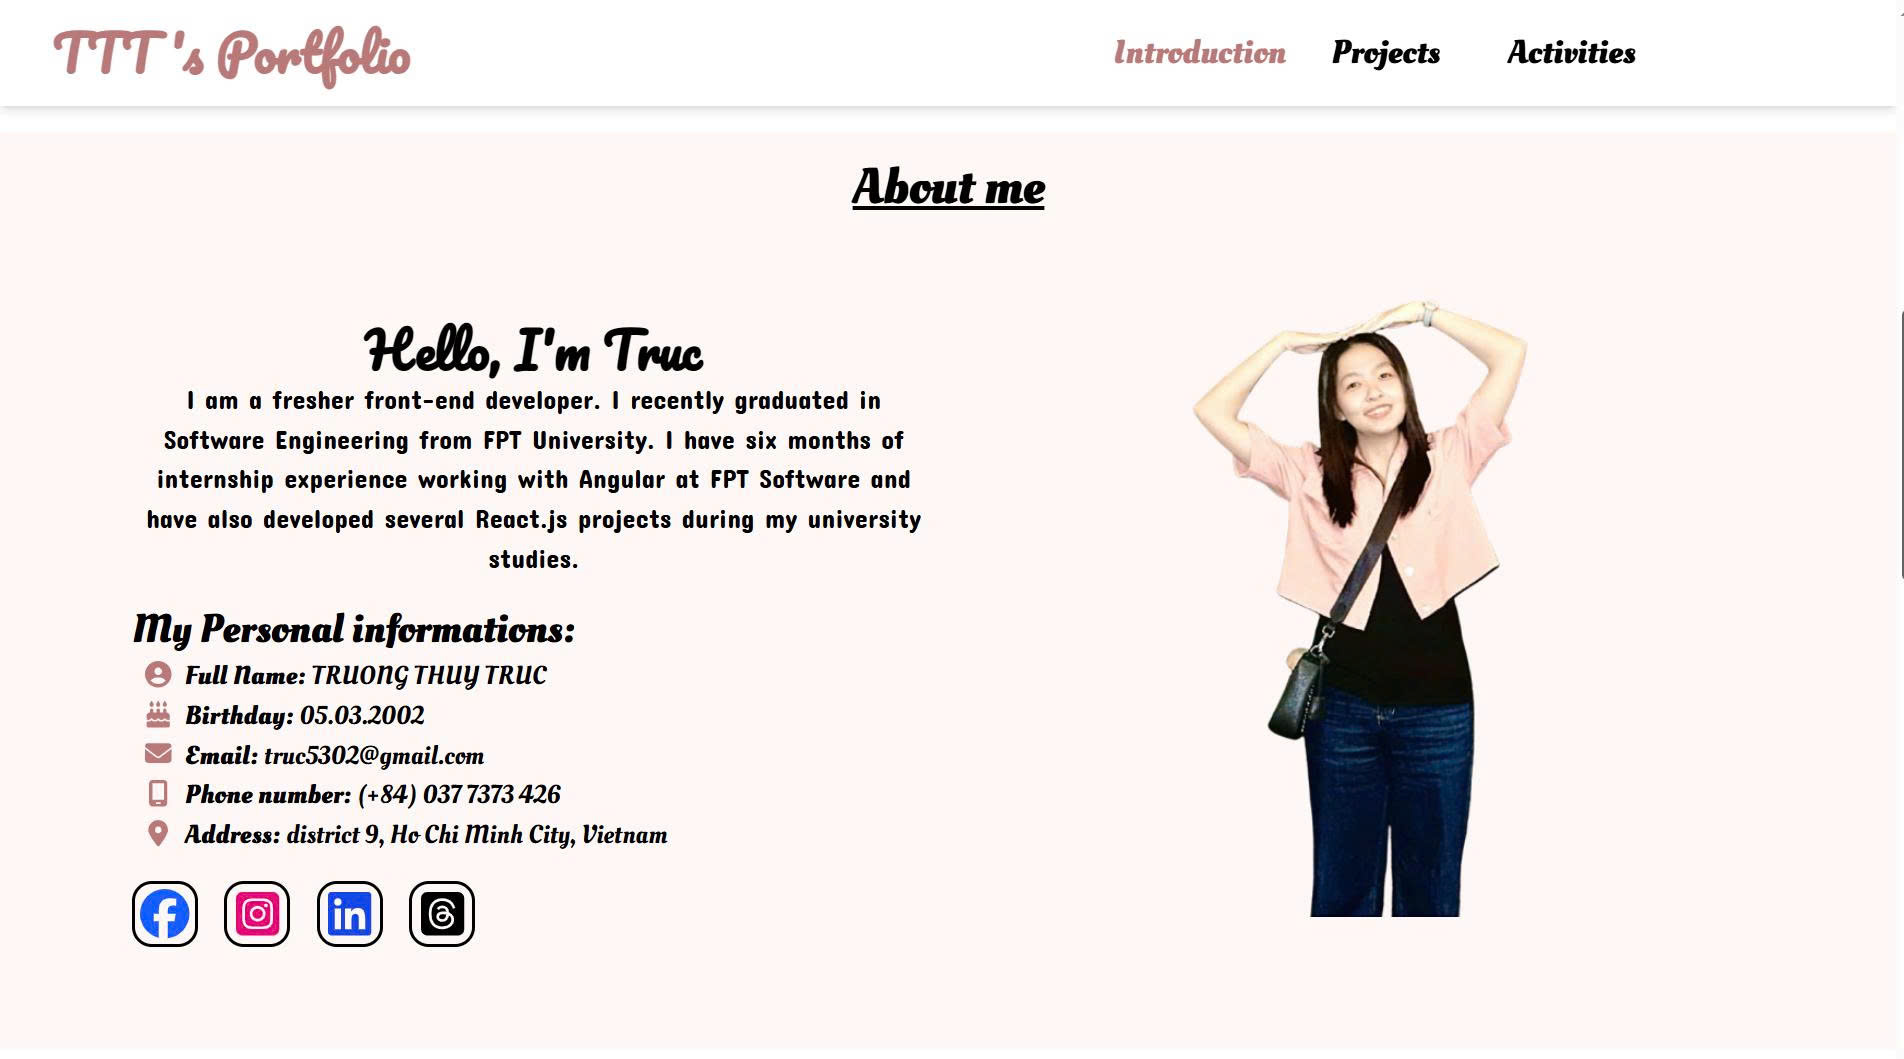 TTT 's Portfolio
Introduction Projects Activities
About me
Hello, I'm Truc
I am a fresher front-end developer. I recently graduated in
Software Engineering from FPT University. I have six months of
internship experience working with Angular at FPT Software and
have also developed several React.js projects during my university
studies.
My Personal informations:
Full Name: TRUONG THUY TRUC
Birthday: 05.03.2002
Email: truc5302@gmail.com
Phone number: (+84) 037 7373 426
Address: district 9, Ho Chi Minh City, Vietnam